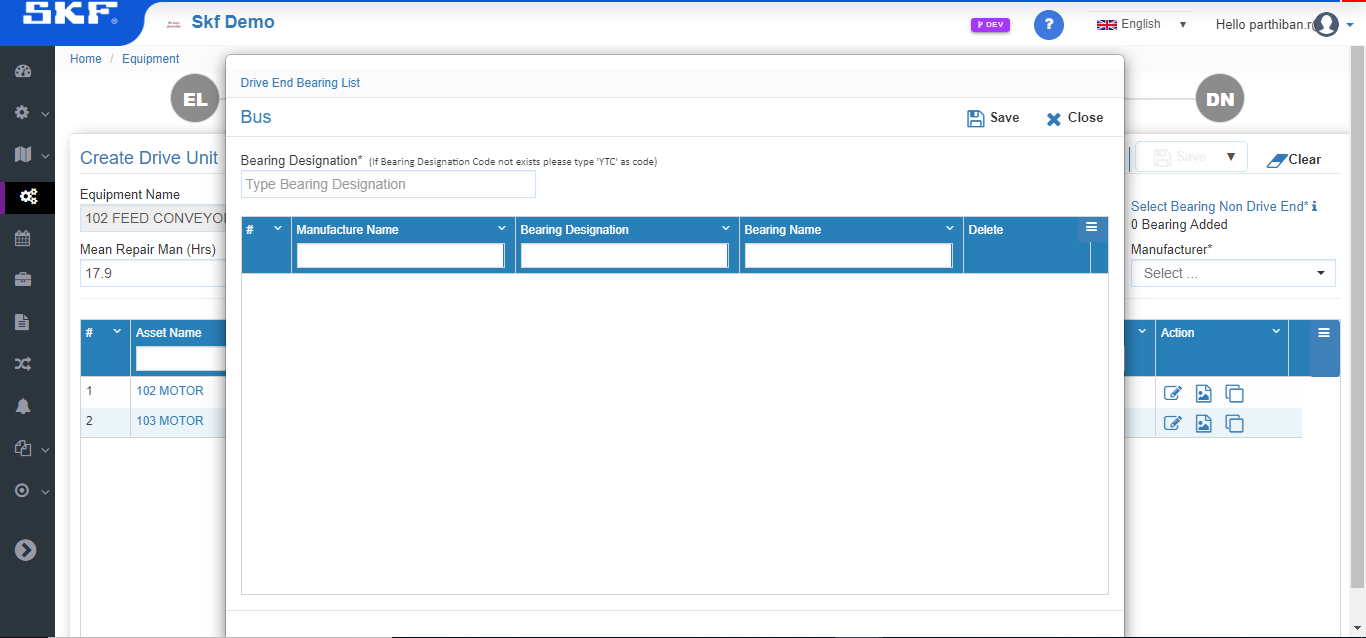 SKF®
Skf Demo
DEV
?
English
Hello parthiban.r
Home / Equipment
EL
DN
Drive End Bearing List
Bus
Save
Close
Bearing Designation* (If Bearing Designation Code not exists please type 'YTC' as code)
Type Bearing Designation
# Manufacture Name Bearing Designation Bearing Name Delete
Create Drive Unit
Save
Clear
Equipment Name
102 FEED CONVEYO
Mean Repair Man (Hrs)
17.9
Select Bearing Non Drive End*
0 Bearing Added
Manufacturer*
Select ...
# Asset Name Action
1 102 MOTOR
2 103 MOTOR